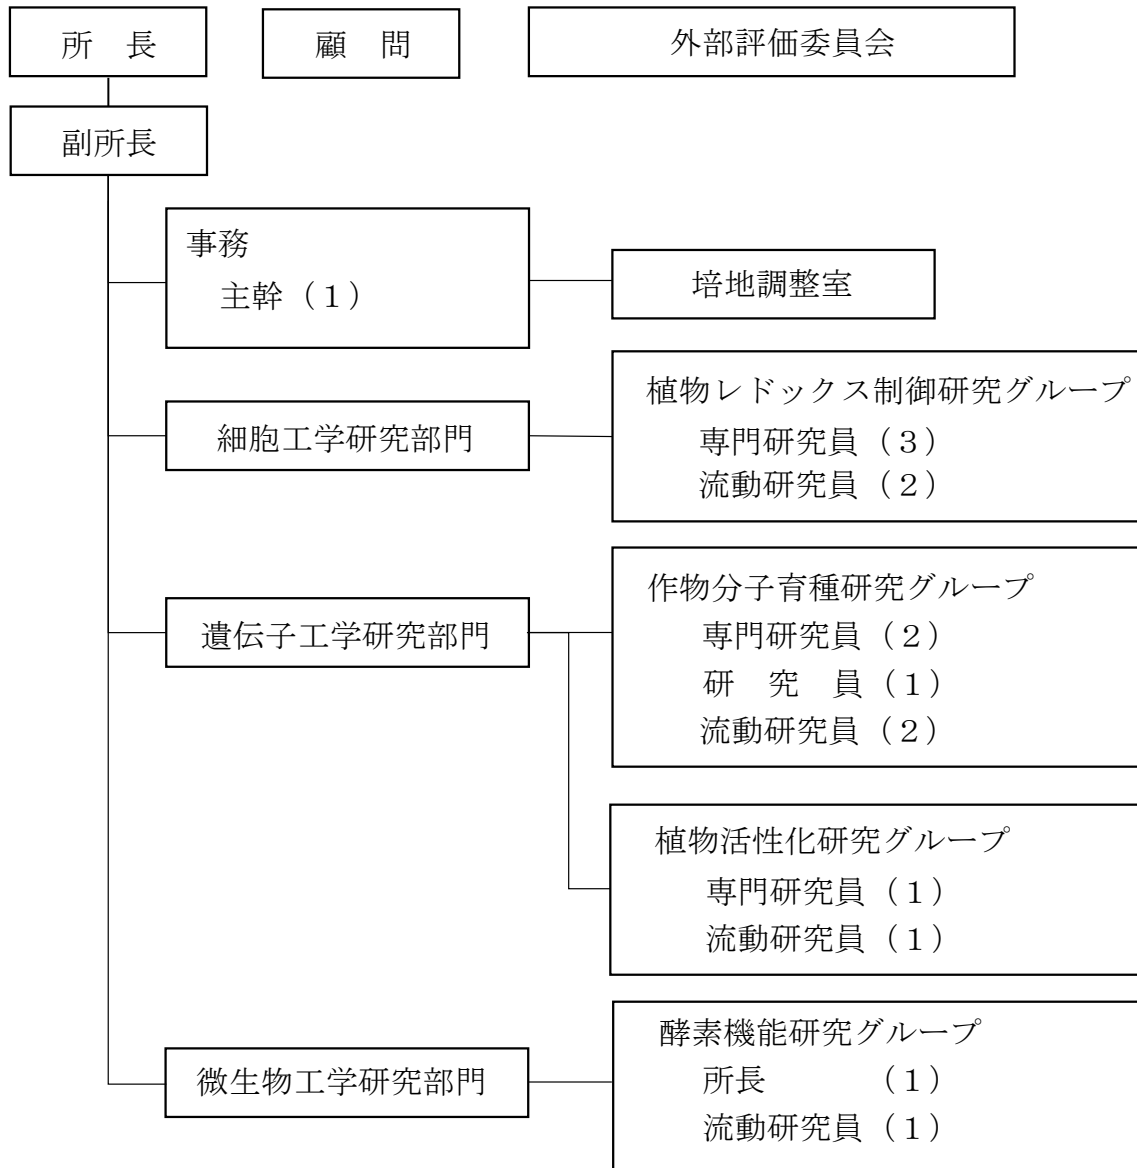 所　長
顧　問
外部評価委員会
副所長
事務
主幹（１）
培地調整室
細胞工学研究部門
植物レドックス制御研究グループ
専門研究員（３）
流動研究員（２）
遺伝子工学研究部門
作物分子育種研究グループ
専門研究員（２）
研　究　員（１）
流動研究員（２）
植物活性化研究グループ
専門研究員（１）
流動研究員（１）
微生物工学研究部門
酵素機能研究グループ
所長　　　（１）
流動研究員（１）